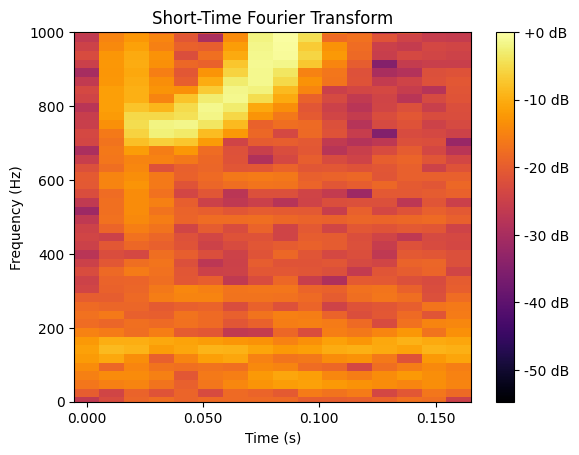 Short-Time Fourier Transform
1000
800
600
400
200
0
Frequency (Hz)
0.000
0.050
0.100
0.150
Time (s)
+0 dB
-10 dB
-20 dB
-30 dB
-40 dB
-50 dB